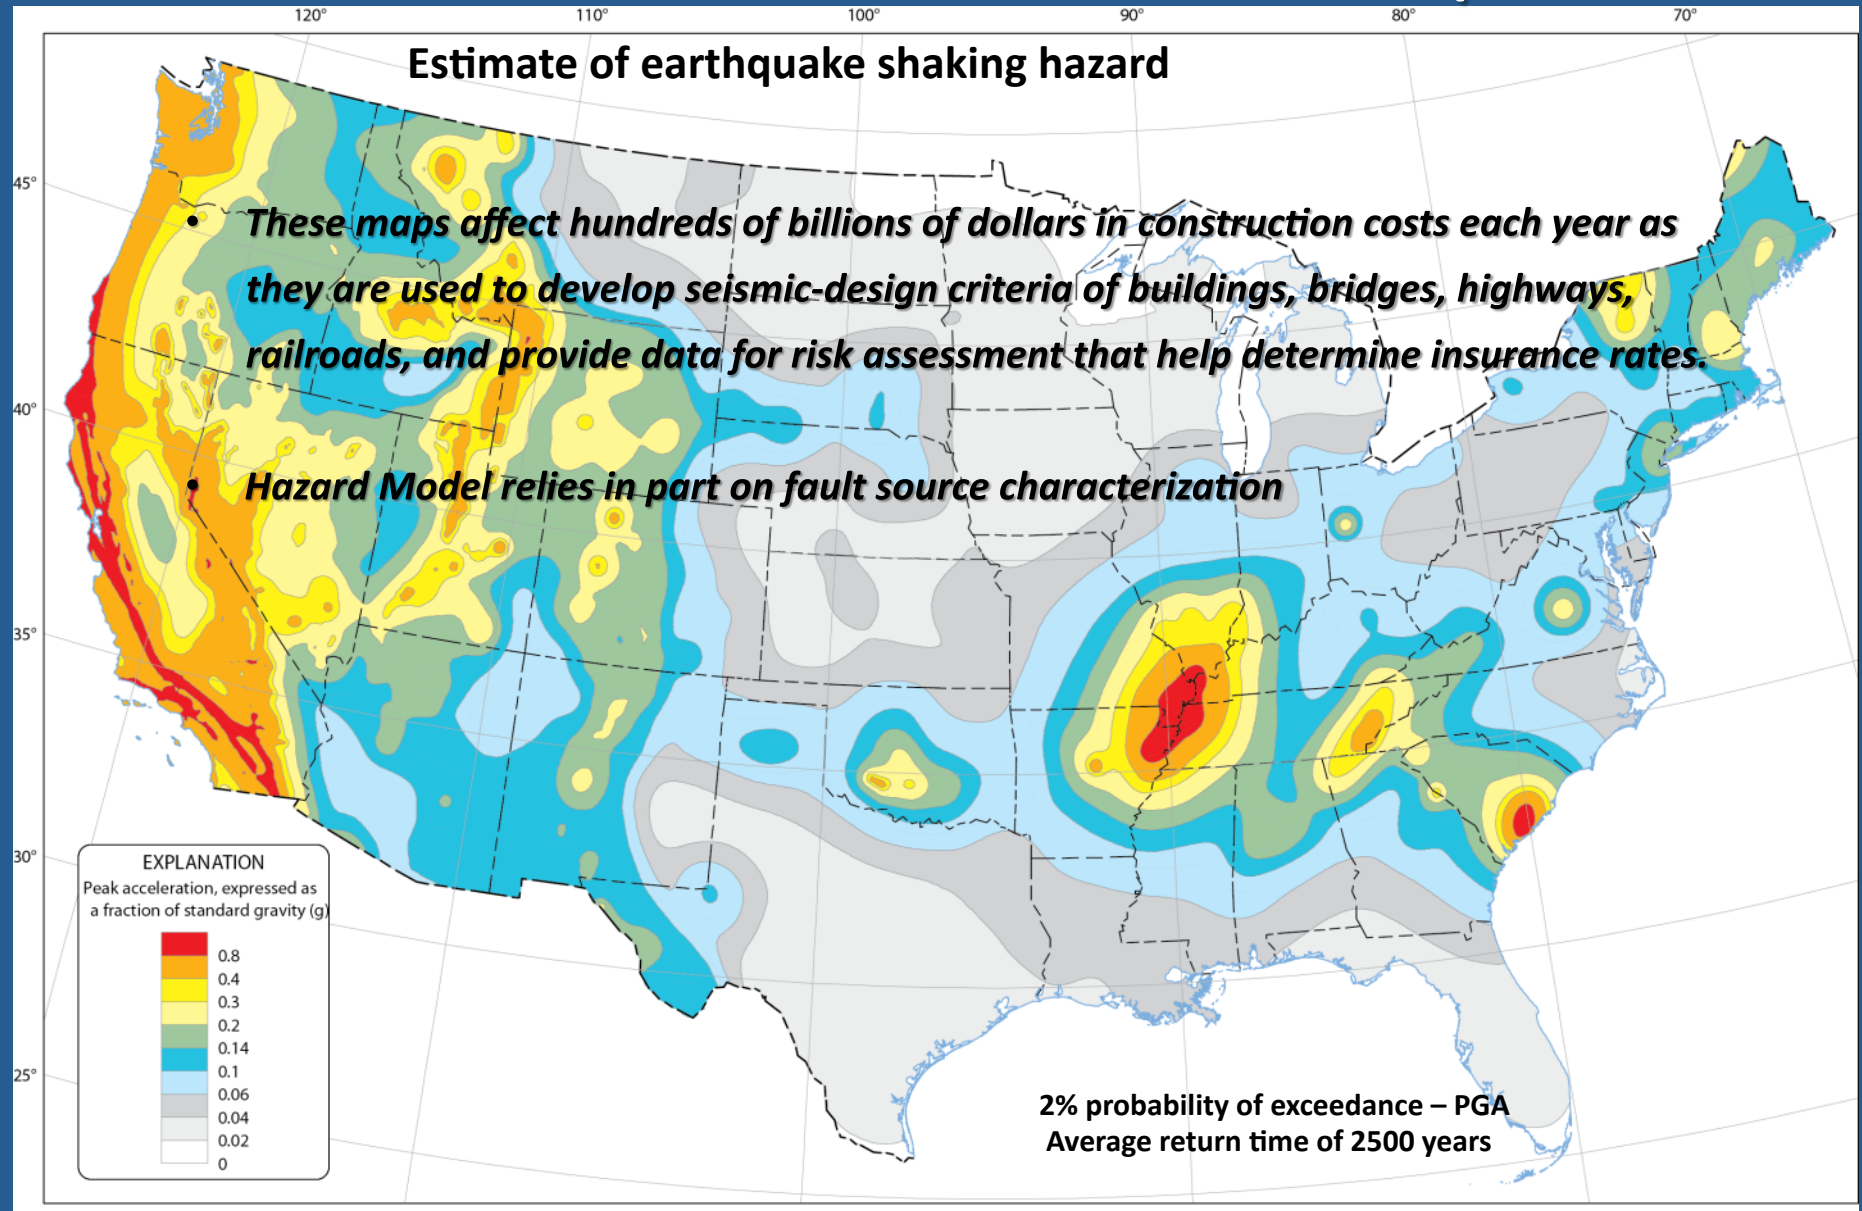 120°
110°
100°
90°
80°
70°
Estimate of earthquake shaking hazard
45°
• These maps affect hundreds of billions of dollars in construction costs each year as
they are used to develop seismic-design criteria of buildings, bridges, highways,
railroads, and provide data for risk assessment that help determine insurance rates.
40°
• Hazard Model relies in part on fault source characterization
35°
30°
EXPLANATION
Peak acceleration, expressed as
a fraction of standard gravity (g)
0.8
0.4
0.3
0.2
0.14
0.1
0.06
0.04
0.02
0
25°
2% probability of exceedance – PGA
Average return time of 2500 years